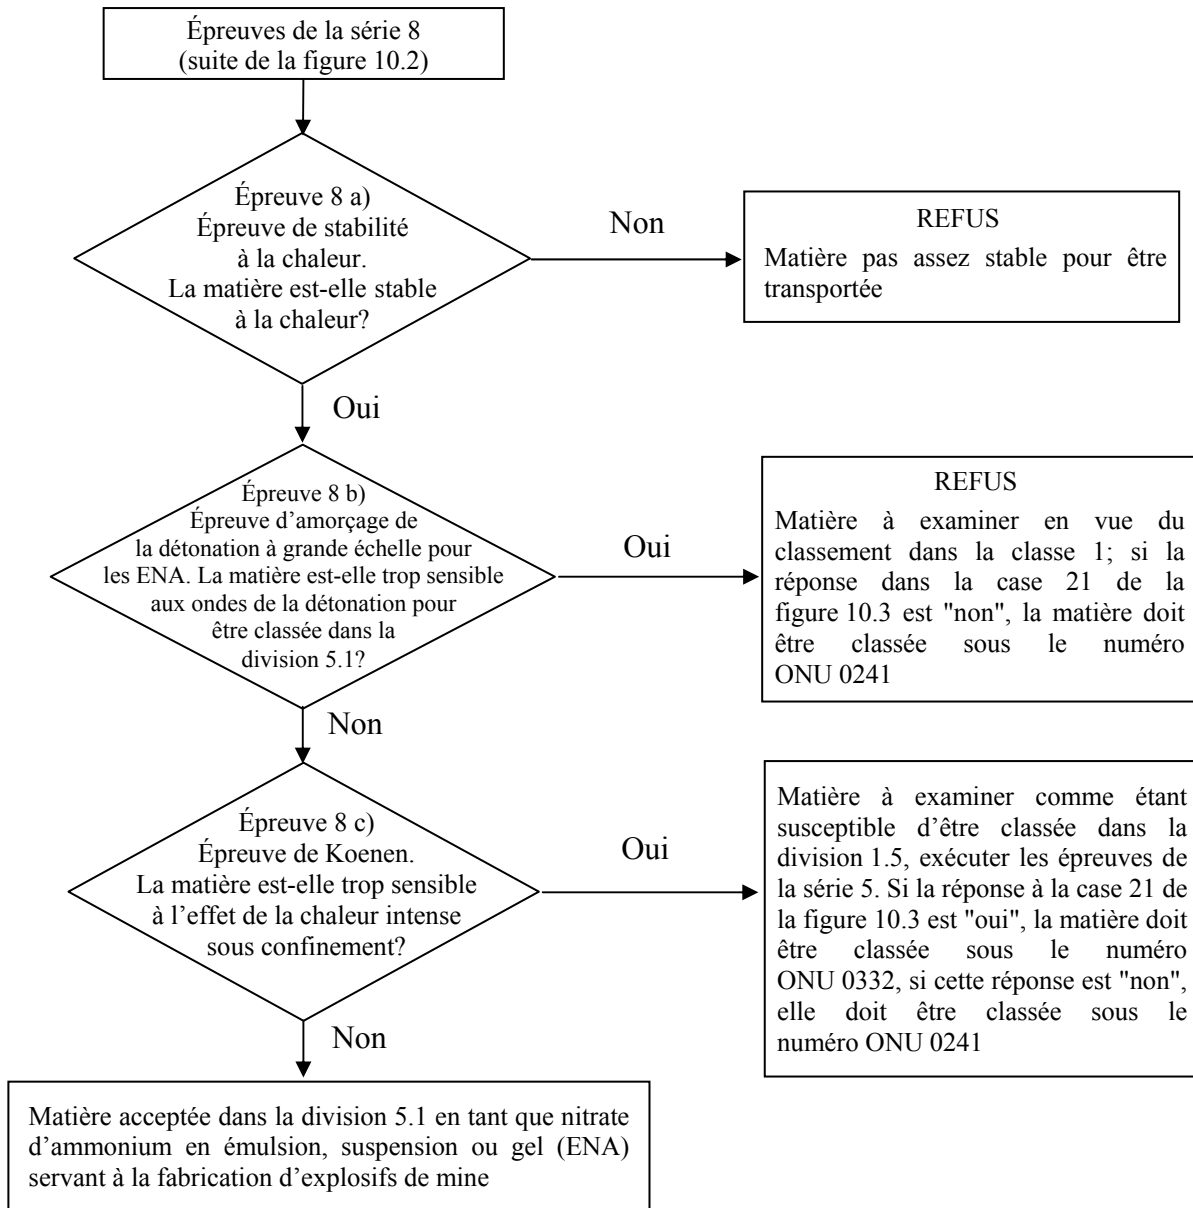 Épreuves de la série 8
(suite de la figure 10.2)
Épreuve 8 a)
Épreuve de stabilité
à la chaleur.
La matière est-elle stable
à la chaleur?
Non
REFUS
Matière pas assez stable pour être
transportée
Oui
Épreuve 8 b)
Épreuve d’amorçage de
la détonation à grande échelle pour
les ENA. La matière est-elle trop sensible
aux ondes de la détonation pour
être classée dans la
division 5.1?
Oui
REFUS
Matière à examiner en vue du
classement dans la classe 1; si la
réponse dans la case 21 de la
figure 10.3 est "non", la matière doit
être classée sous le numéro
ONU 0241
Non
Épreuve 8 c)
Épreuve de Koenen.
La matière est-elle trop sensible
à l’effet de la chaleur intense
sous confinement?
Oui
Matière à examiner comme étant
susceptible d’être classée dans la
division 1.5, exécuter les épreuves de
la série 5. Si la réponse à la case 21 de
la figure 10.3 est "oui", la matière doit
être classée sous le numéro
ONU 0332, si cette réponse est "non",
elle doit être classée sous le
numéro ONU 0241
Non
Matière acceptée dans la division 5.1 en tant que nitrate
d’ammonium en émulsion, suspension ou gel (ENA)
servant à la fabrication d’explosifs de mine